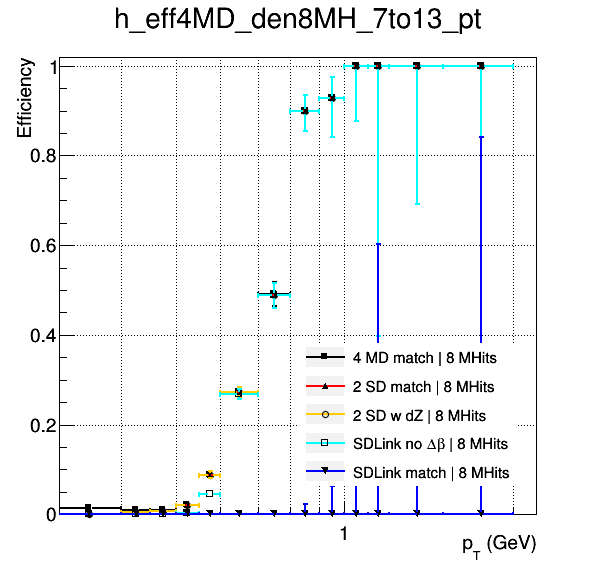 h_eff4MD_den8MH_7to13_pt
Efficiency
1
0.8
0.6
0.4
0.2
0
4 MD match | 8 MHits
2 SD match | 8 MHits
2 SD w dZ | 8 MHits
SDLink no Δβ | 8 MHits
SDLink match | 8 MHits
1
p_T (GeV)